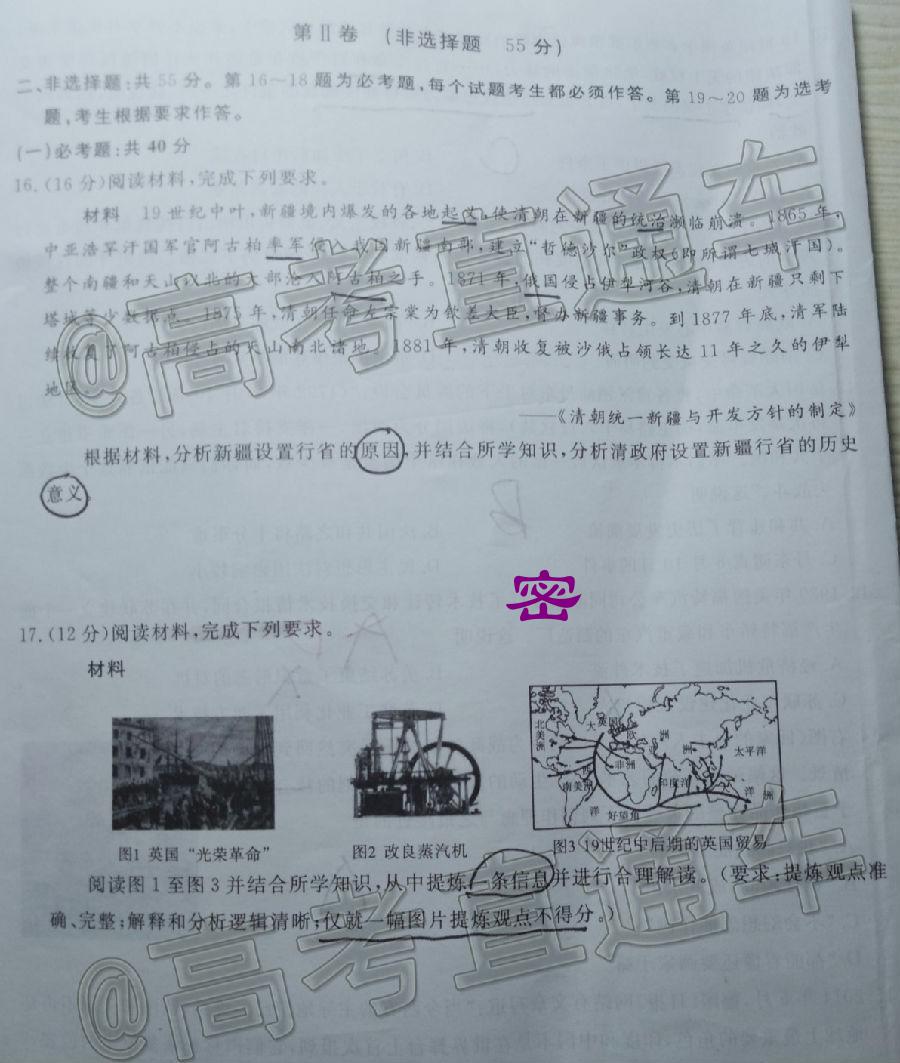 第Ⅱ卷 (非选择题 55分)
二、非选择题:共55分。第16～18题为必考题,每个试题考生都必须作答。第19～20题为选考
题,考生根据要求作答。
(一)必考题:共40分
16.(16分)阅读材料,完成下列要求。
材料 19世纪中叶,新疆境内爆发的各地起义,使清朝在新疆的统治濒临崩溃。1865年,
中亚浩罕汗国军官阿古柏率军侵入我国新疆南部,建立“哲德沙尔”政权(即所谓七城汗国)。
整个南疆和天山以北的大部沦入阿古柏之手。1871年,俄国侵占伊犁河谷,清朝在新疆只剩下
塔城等少数据点。1875年,清朝任命左宗棠为钦差大臣,督办新疆事务。到1877年底,清军陆
续收复了阿古柏侵占的天山南北诸地。1881年,清朝收复被沙俄占领长达11年之久的伊犁
地区。
——《清朝统一新疆与开发方针的制定》
根据材料,分析新疆设置行省的原因,并结合所学知识,分析清政府设置新疆行省的历史
意义
密
17.(12分)阅读材料,完成下列要求。
材料
北美洲
大
英国
欧
洲
洲
太平洋
非洲
南美洲
印度洋
洋
好望角
洋
洲
图1 英国“光荣革命”
图2 改良蒸汽机
图3 19世纪中后期的英国贸易
阅读图1至图3并结合所学知识,从中提炼一条信息并进行合理解读。(要求:提炼观点准
确、完整;解释和分析逻辑清晰;仅就一幅图片提炼观点不得分。)
@高考直通车
@高考直通车